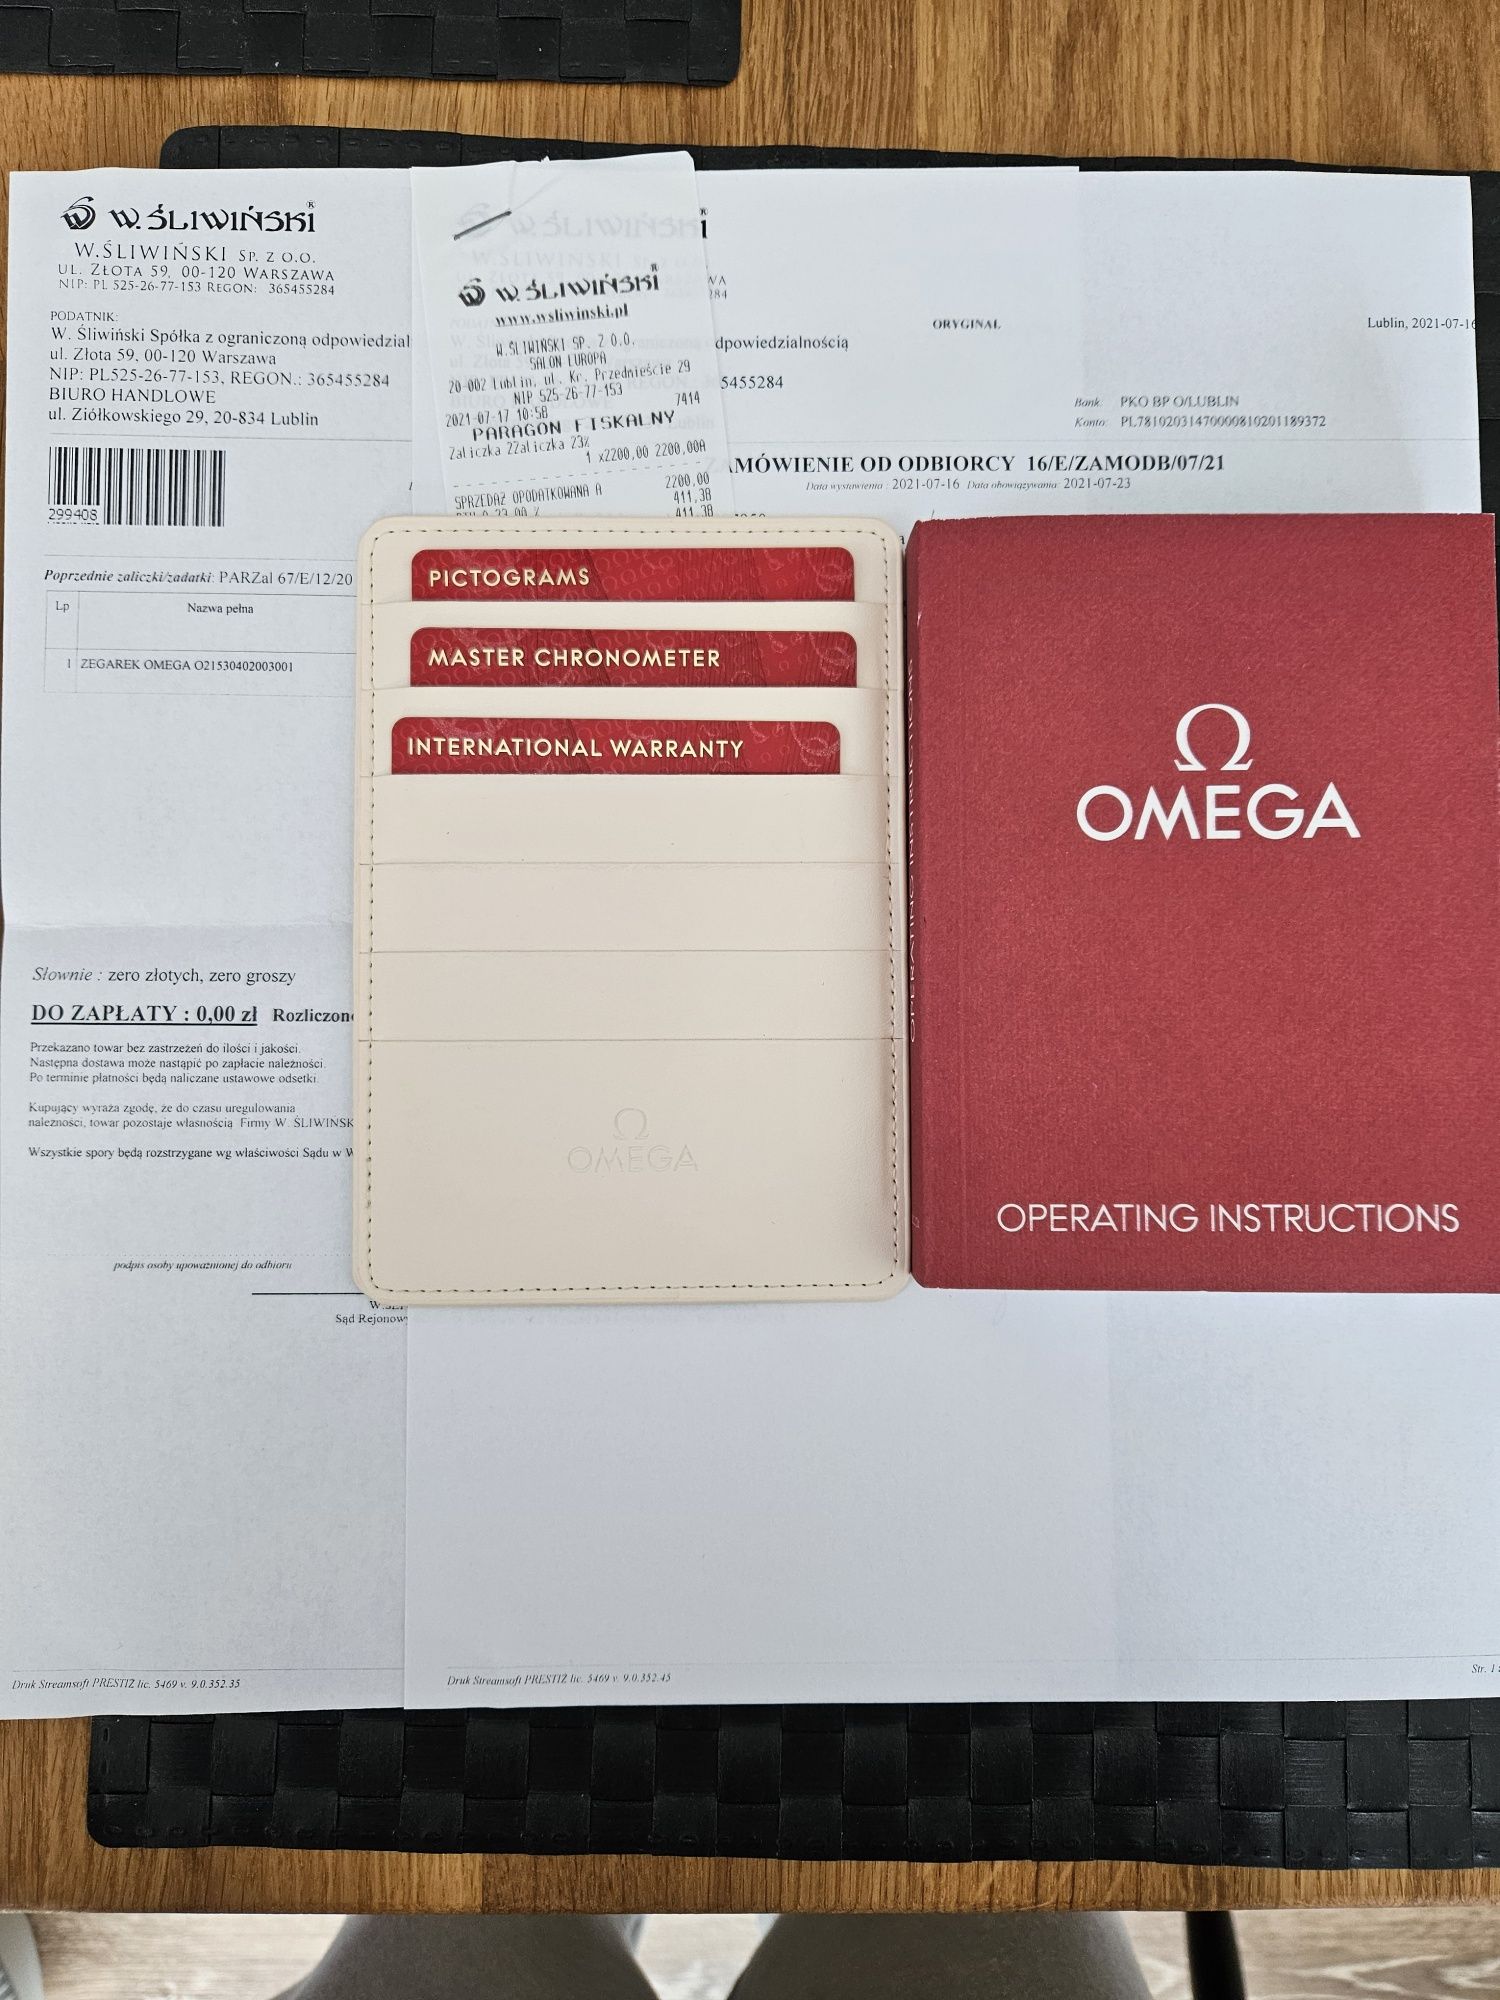 W. ŚLIWIŃSKI®
W.ŚLIWIŃSKI SP. Z O.O.
UL. ZŁOTA 59, 00-120 WARSZAWA
NIP: PL 525-26-77-153 REGON: 365455284
PODATNIK:
W. Śliwiński Spółka z ograniczoną odpowiedzial
ul. Złota 59, 00-120 Warszawa
NIP: PL525-26-77-153, REGON.: 365455284
BIURO HANDLOWE
ul. Ziółkowskiego 29, 20-834 Lublin
299408
Poprzednie zaliczki/zadatki: PARZal 67/E/12/20
Lp Nazwa pełna
1 ZEGAREK OMEGA O21530402003001
Słownie : zero złotych, zero groszy
DO ZAPŁATY : 0,00 zł Rozliczono
Przekazano towar bez zastrzeżeń do ilości i jakości.
Następna dostawa może nastąpić po zapłacie należności.
Po terminie płatności będą naliczane ustawowe odsetki.
Kupujący wyraża zgodę, że do czasu uregulowania
należności, towar pozostaje własnością Firmy W. ŚLIWINSK
Wszystkie spory będą rozstrzygane wg właściwości Sądu w W
podpis osoby upoważnionej do odbioru
Sąd Rejonow
Druk Streamsoft PRESTIŻ lic. 5469 v. 9.0.352.35
W. ŚLIWIŃSKI®
www.wsliwinski.pl
W.ŚLIWIŃSKI SP. Z O.O.
SALON EUROPA
20-002 Lublin, ul. Kr. Przedmieście 29
NIP 525-26-77-153
2021-07-17 10:58 7414
PARAGON FISKALNY
Zaliczka 22aliczka 23%
1 x2200,00 2200,00A
SPRZEDAŻ OPODATKOWANA A 2200,00
PTU A 23,00 % 411,38
411,38
ORYGINAŁ
Lublin, 2021-07-16
dpowiedzialnością
5455284
Bank: PKO BP O/LUBLIN
Konto: PL78102031470000810201189372
AMÓWIENIE OD ODBIORCY 16/E/ZAMODB/07/21
Data wystawienia : 2021-07-16 Data obowiązywania: 2021-07-23
PICTOGRAMS
MASTER CHRONOMETER
INTERNATIONAL WARRANTY
Ω
OMEGA
Ω
OMEGA
OPERATING INSTRUCTIONS
OPERATING INSTRUCTIONS
Druk Streamsoft PRESTIŻ lic. 5469 v. 9.0.352.45
Str. 1